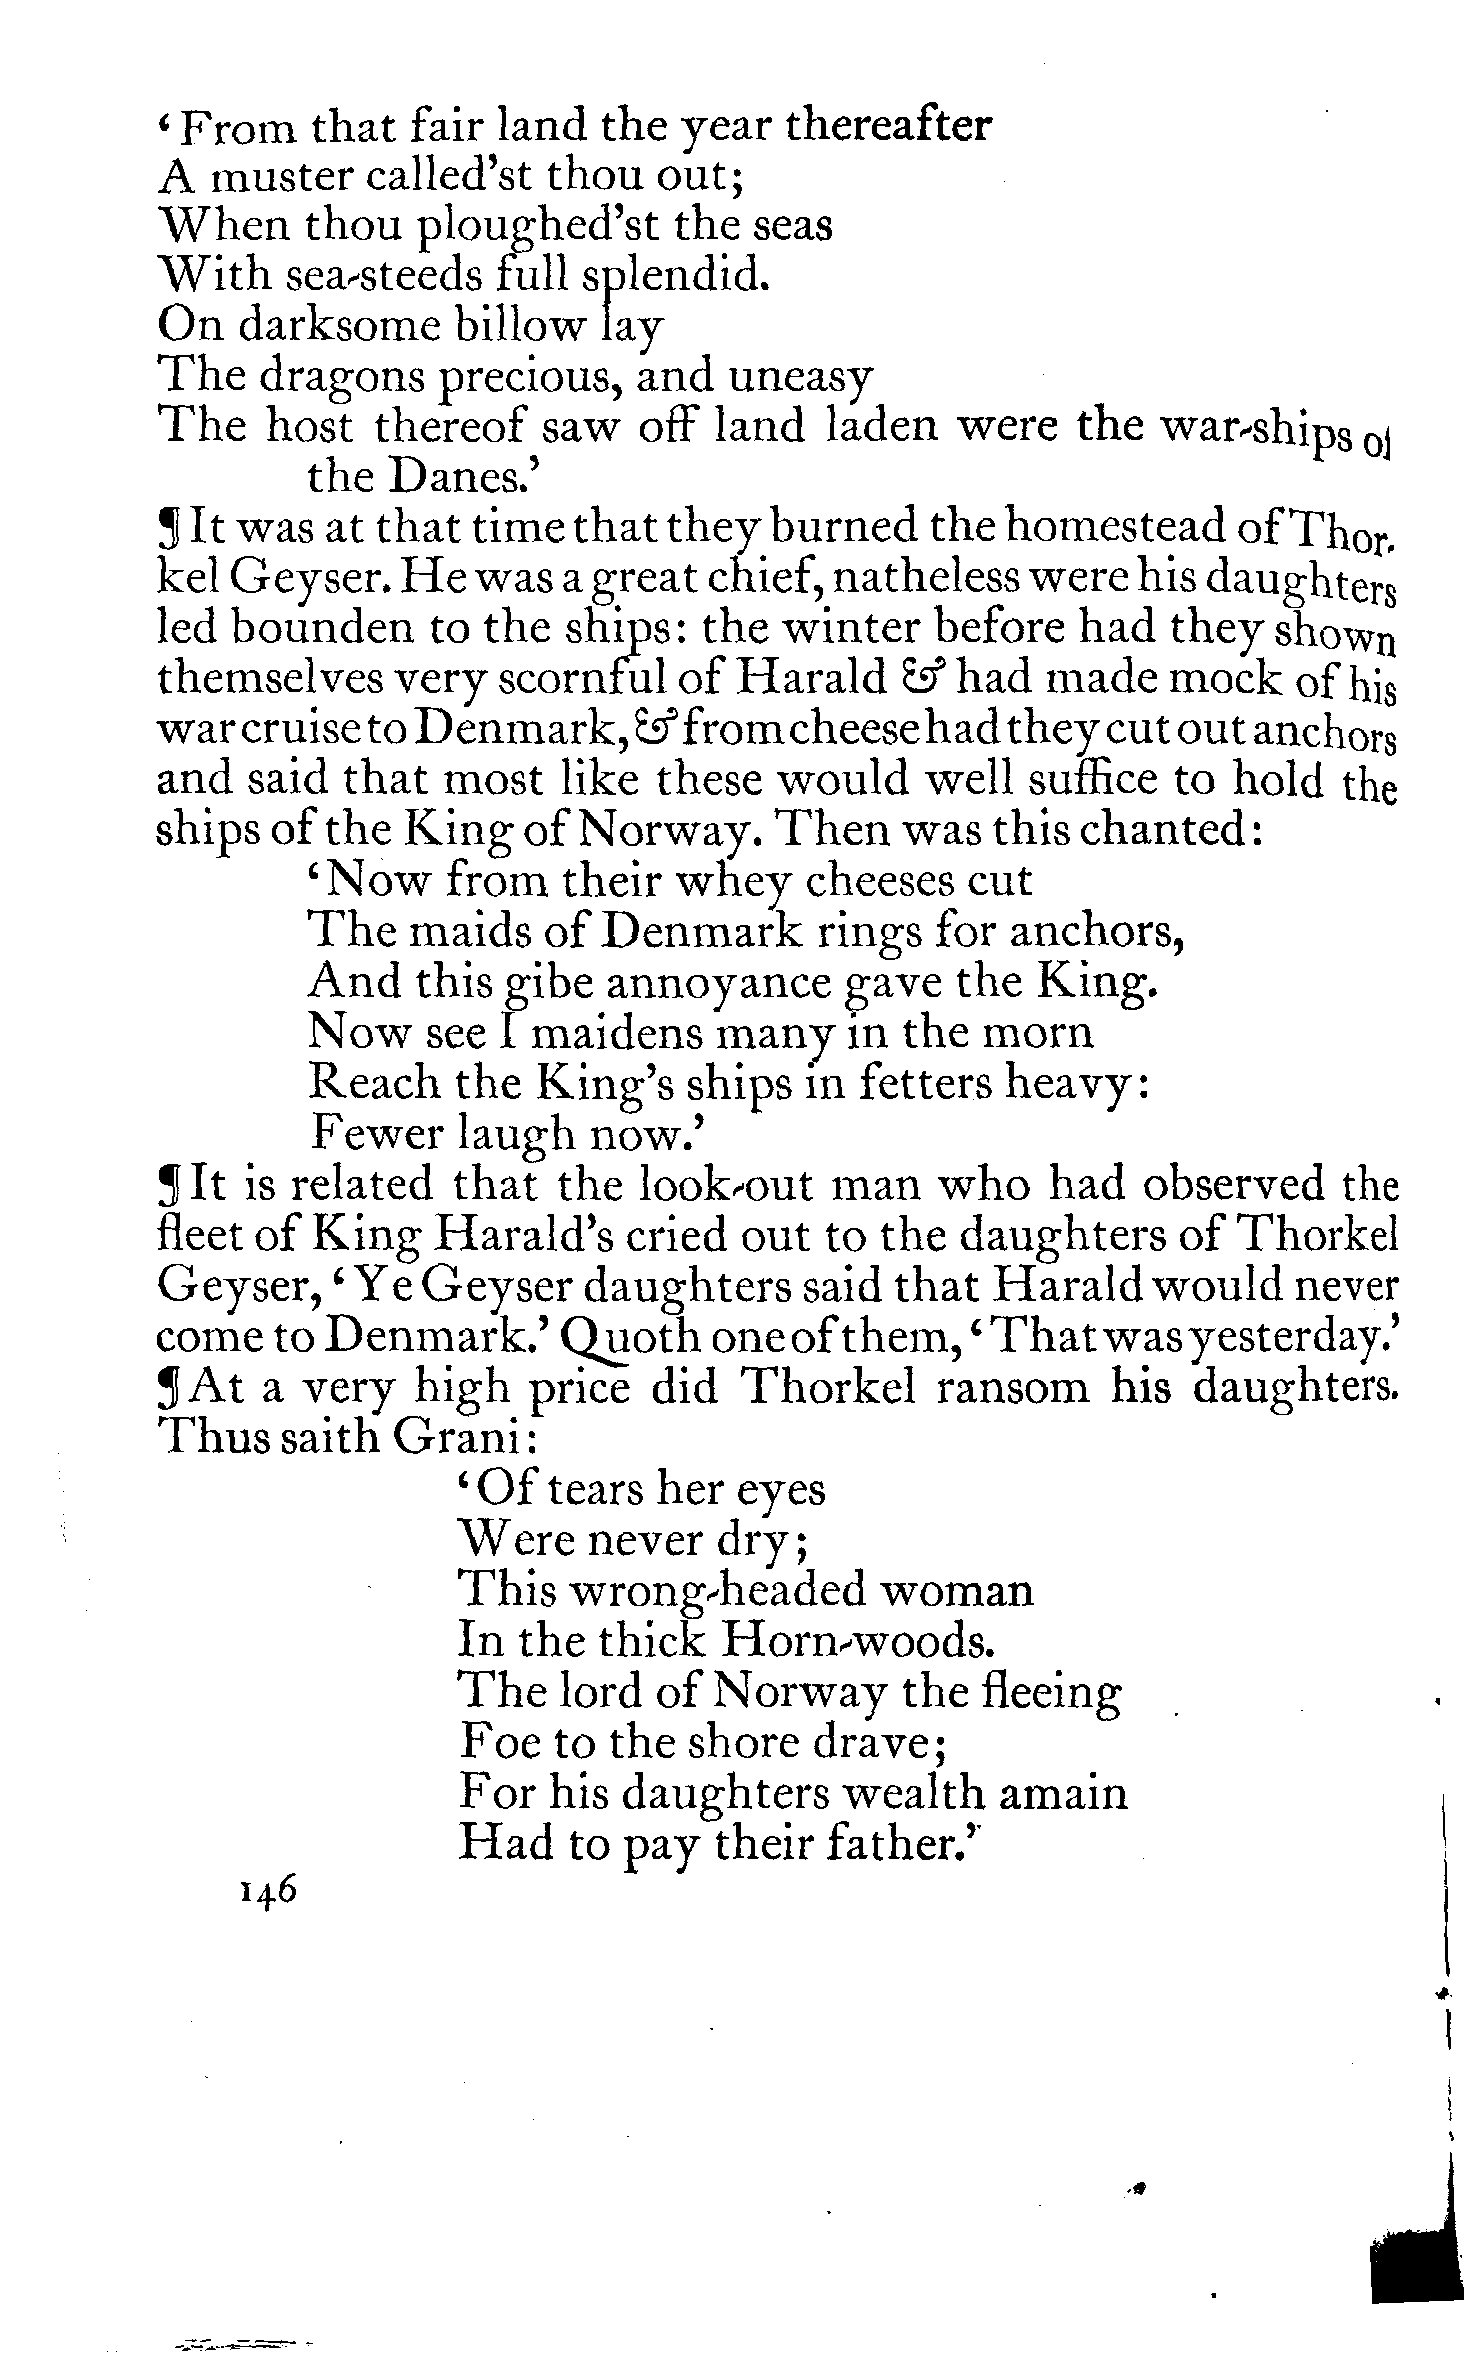 ‘From that fair land the year thereafter
A muster called’st thou out;
When thou ploughed’st the seas
With sea-steeds full splendid.
On darksome billow lay
The dragons precious, and uneasy
The host thereof saw off land laden were the war-ships of
the Danes.’
¶ It was at that time that they burned the homestead of Thor-
kel Geyser. He was a great chief, natheless were his daughters
led bounden to the ships: the winter before had they shown
themselves very scornful of Harald & had made mock of his
war cruise to Denmark, & from cheese had they cut out anchors
and said that most like these would well suffice to hold the
ships of the King of Norway. Then was this chanted:
‘Now from their whey cheeses cut
The maids of Denmark rings for anchors,
And this gibe annoyance gave the King.
Now see I maidens many in the morn
Reach the King’s ships in fetters heavy:
Fewer laugh now.’
¶ It is related that the look-out man who had observed the
fleet of King Harald’s cried out to the daughters of Thorkel
Geyser, ‘Ye Geyser daughters said that Harald would never
come to Denmark.’ Quoth one of them, ‘That was yesterday.’
¶ At a very high price did Thorkel ransom his daughters.
Thus saith Grani:
‘Of tears her eyes
Were never dry;
This wrong-headed woman
In the thick Horn-woods.
The lord of Norway the fleeing
Foe to the shore drave;
For his daughters wealth amain
Had to pay their father.’
146